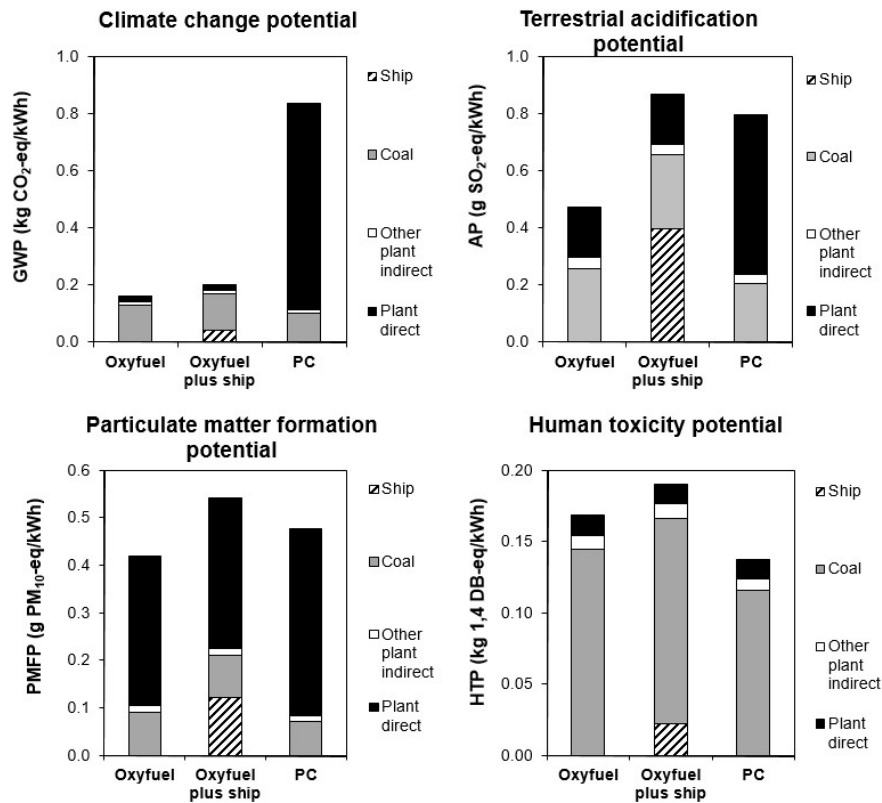 Climate change potential
GWP (kg CO₂-eq/kWh)
1.0
0.8
0.6
0.4
0.2
0.0
Oxyfuel
Oxyfuel
plus ship
PC
Ship
Coal
Other
plant
indirect
Plant
direct
Terrestrial acidification
potential
AP (g SO₂-eq/kWh)
1.0
0.8
0.6
0.4
0.2
0.0
Oxyfuel
Oxyfuel
plus ship
PC
Ship
Coal
Other
plant
indirect
Plant
direct
Particulate matter formation
potential
PMFP (g PM₁₀-eq/kWh)
0.6
0.5
0.4
0.3
0.2
0.1
0.0
Oxyfuel
Oxyfuel
plus ship
PC
Ship
Coal
Other
plant
indirect
Plant
direct
Human toxicity potential
HTP (kg 1,4 DB-eq/kWh)
0.20
0.15
0.10
0.05
0.00
Oxyfuel
Oxyfuel
plus ship
PC
Ship
Coal
Other
plant
indirect
Plant
direct